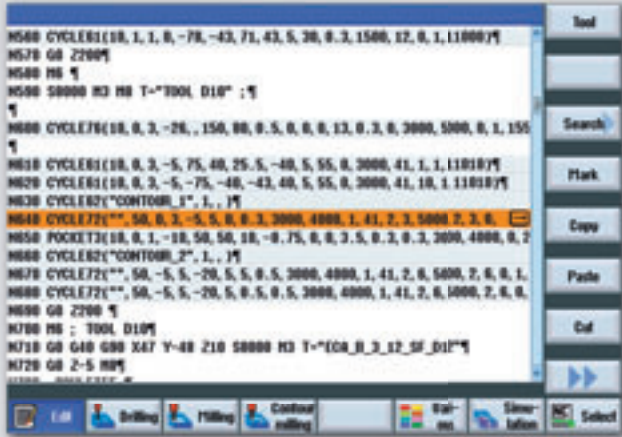 N560 CYCLE61(10, 1, 1, 0, -70, -43, 71, 43, 5, 30, 0.3, 1500, 12, 0, 1, 11000)¶
N570 G0 Z200¶
N580 M6 ¶
N590 S8000 M3 M8 T="TOOL D10" ;¶
¶
N600 CYCLE76(10, 0, 3, -20, , 150, 80, 0.5, 0, 0, 0, 13, 0.3, 0, 3000, 5000, 0, 1, 155
¶
N610 CYCLE61(10, 0, 3, -5, 75, 40, 25.5, -40, 5, 55, 0, 3000, 41, 1, 1, 11010)¶
N620 CYCLE61(10, 0, 3, -5, -75, -40, -43, 40, 5, 55, 0, 3000, 41, 10, 1 11010)¶
N630 CYCLE62("CONTOUR_1", 1, , )¶
N640 CYCLE72("", 50, 0, 3, -5, 5, 0, 0.3, 3000, 4000, 1, 41, 2, 3, 5000 2, 3, 0,
N650 POCKET3(10, 0, 1, -10, 50, 50, 10, -0.75, 0, 0, 3.5, 0.3, 0.3, 3000, 4000, 0, 2
N660 CYCLE62("CONTOUR_2", 1, , )¶
N670 CYCLE72("", 50, -5, 5, -20, 5, 5, 0.5, 3000, 4000, 1, 41, 2, 6, 5000, 2, 6, 0, 1,
N680 CYCLE72("", 50, -5, 5, -20, 5, 0.5, 0.5, 3000, 4000, 1, 41, 2, 6, 5000, 2, 6, 0,
N690 G0 Z200 ¶
N700 M6 ; TOOL D10¶
N710 G0 G40 G90 X47 Y-48 Z10 S8000 M3 T="
N720 G0 Z-5 M8¶
Tool
Search
Mark
Copy
Paste
Cut
Edit
Drilling
Milling
Contour milling
Vari-ous
Simu-lation
NC Select